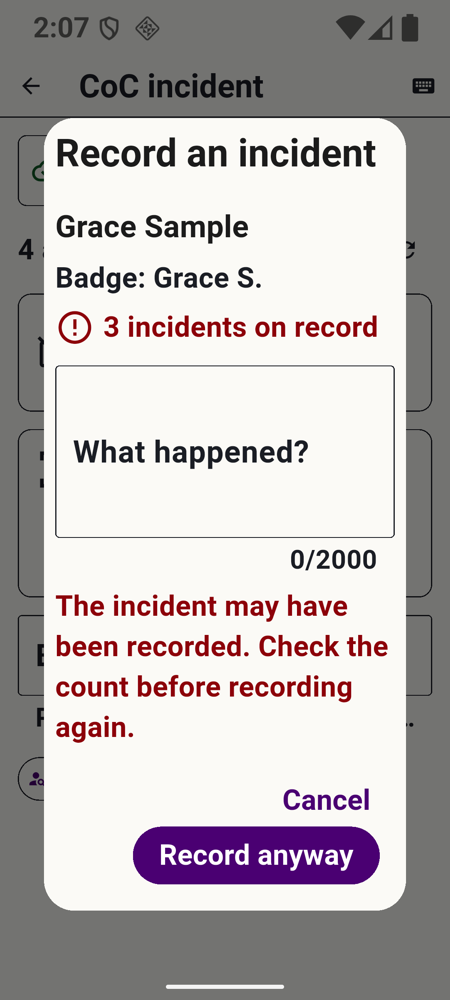 2:07
CoC incident
Record an incident
4
Grace Sample
Badge: Grace S.
3 incidents on record
What happened?
0/2000
The incident may have
been recorded. Check the
count before recording
again.
Cancel
Record anyway